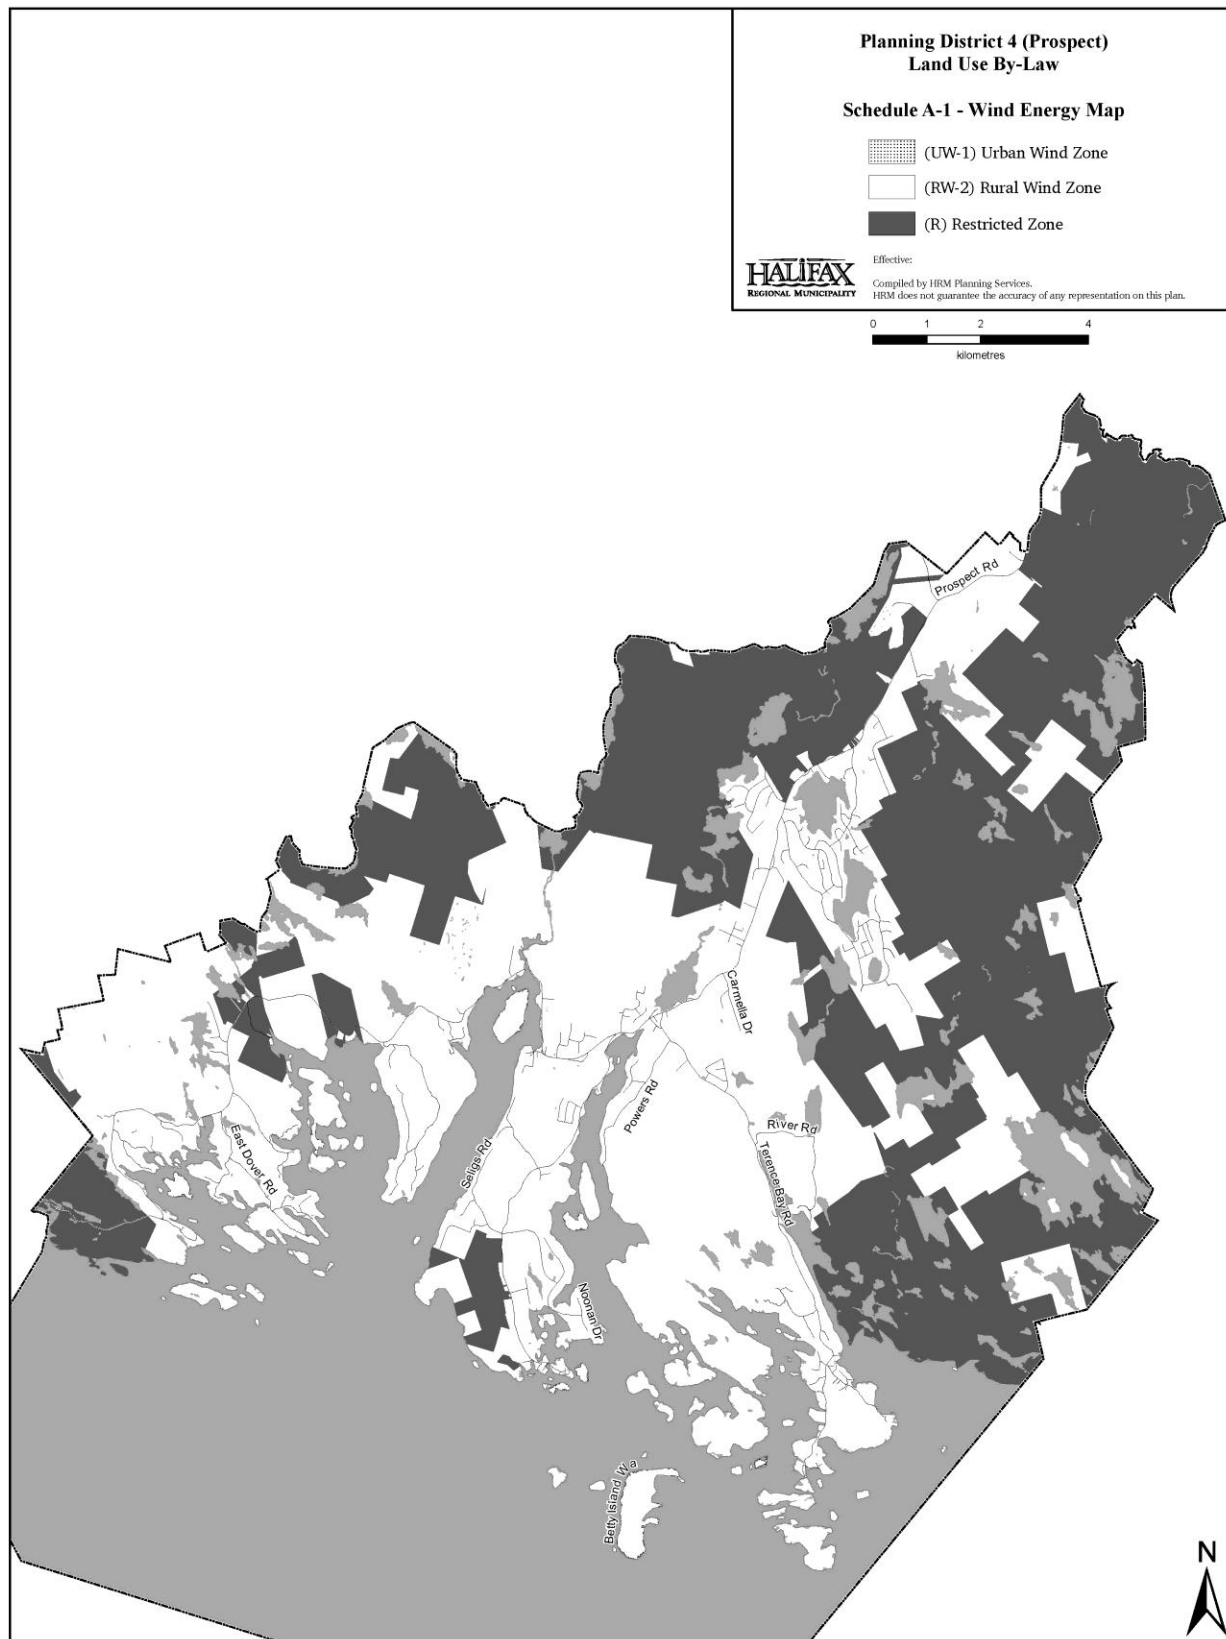 Planning District 4 (Prospect)
Land Use By-Law
Schedule A-1 - Wind Energy Map
(UW-1) Urban Wind Zone
(RW-2) Rural Wind Zone
(R) Restricted Zone
HALIFAX
REGIONAL MUNICIPALITY
Effective:
Compiled by HRM Planning Services.
HRM does not guarantee the accuracy of any representation on this plan.
0 1 2 4
kilometres
Prospect Rd
Carmella Dr
Powers Rd
River Rd
East Dover Rd
Seligs Rd
Terence Bay Rd
Noonan Dr
Betty Island Wa
N